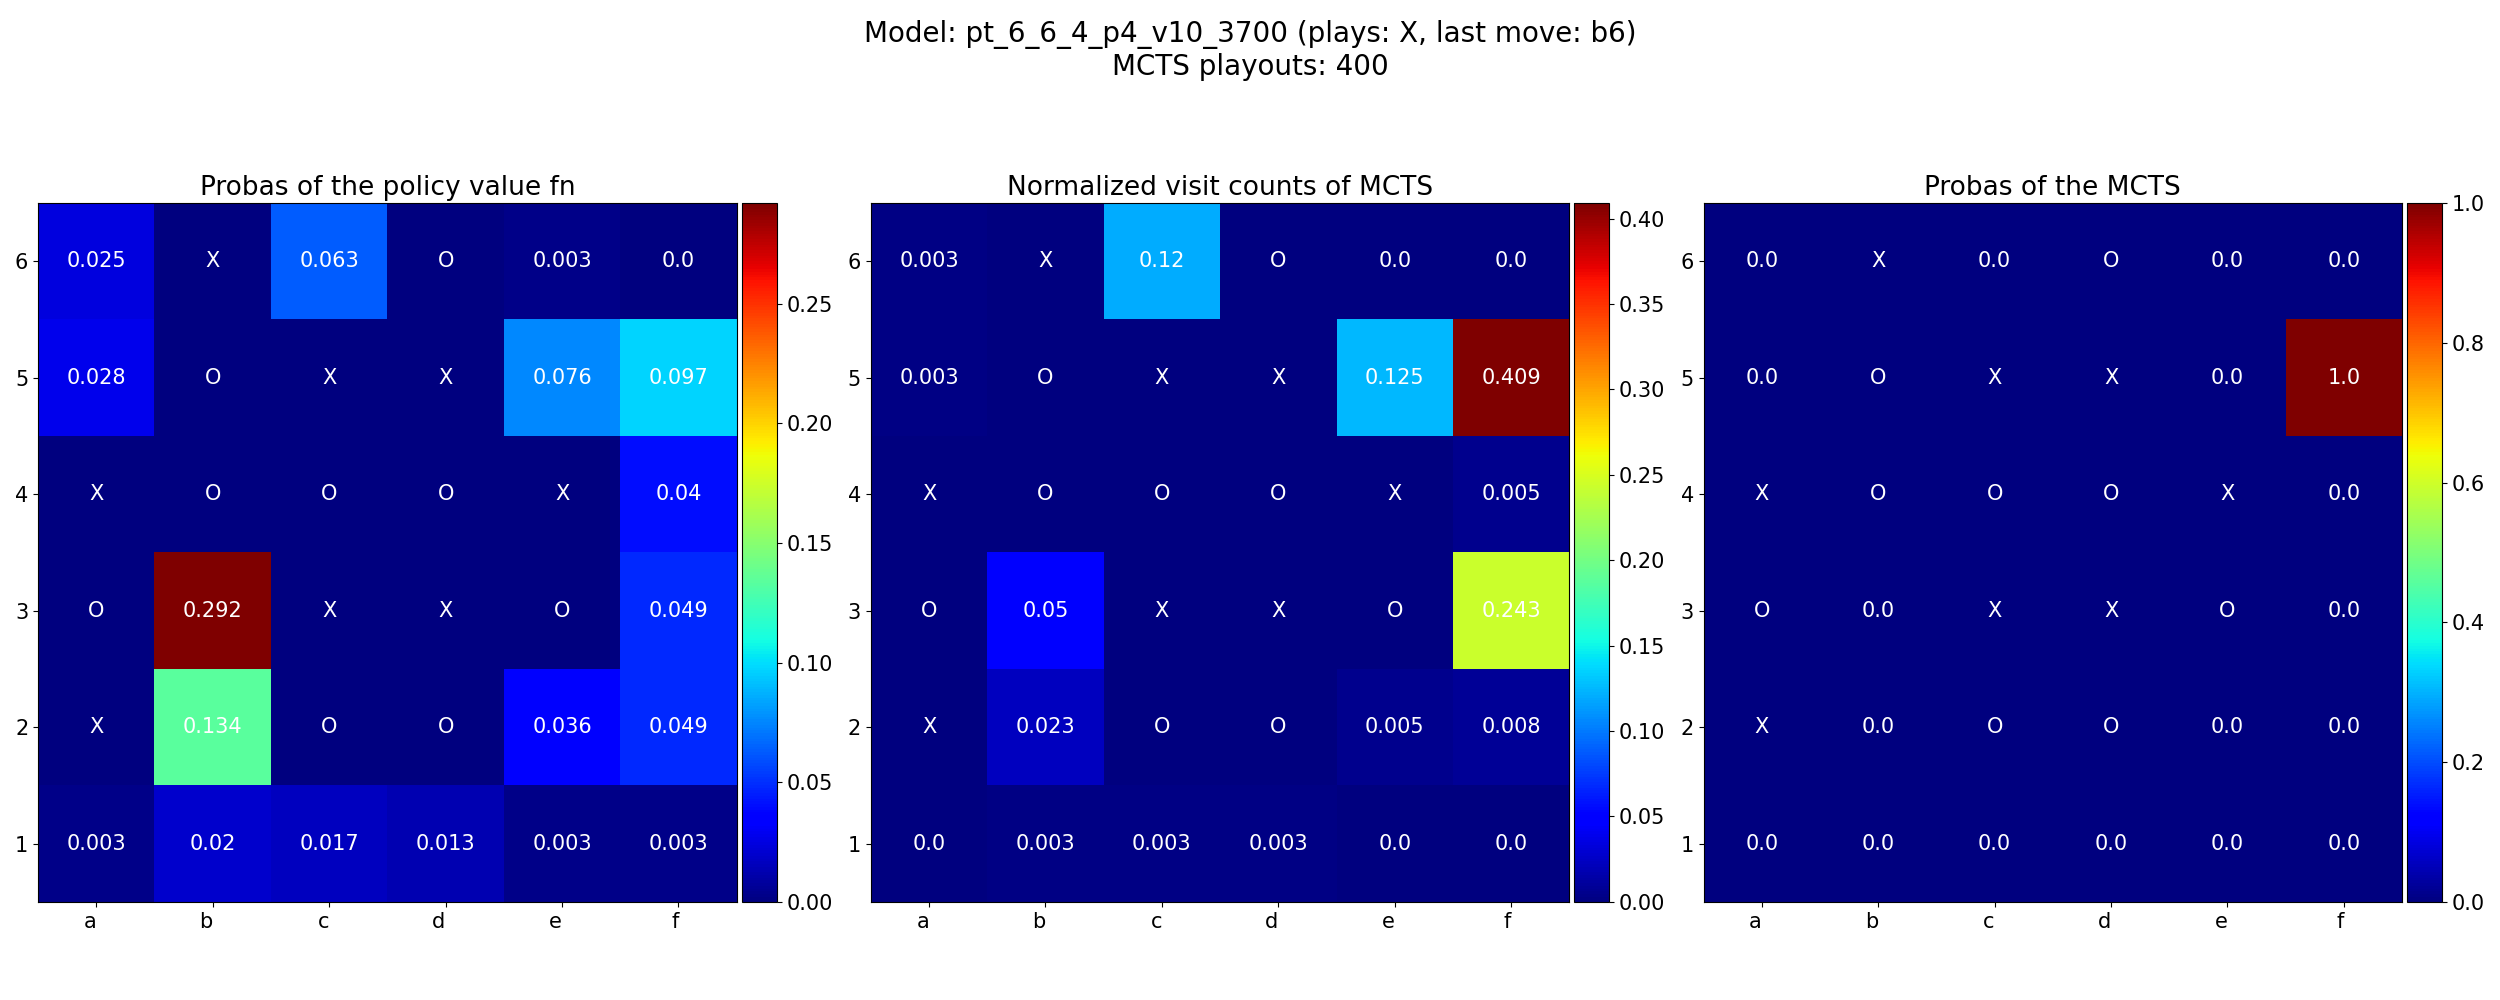 Model: pt_6_6_4_p4_v10_3700 (plays: X, last move: b6)
MCTS playouts: 400
Probas of the policy value fn
6 0.025 X 0.063 O 0.003 0.0
5 0.028 O X X 0.076 0.097
4 X O O O X 0.04
3 O 0.292 X X O 0.049
2 X 0.134 O O 0.036 0.049
1 0.003 0.02 0.017 0.013 0.003 0.003
a b c d e f
0.25
0.20
0.15
0.10
0.05
0.00
Normalized visit counts of MCTS
6 0.003 X 0.12 O 0.0 0.0
5 0.003 O X X 0.125 0.409
4 X O O O X 0.005
3 O 0.05 X X O 0.243
2 X 0.023 O O 0.005 0.008
1 0.0 0.003 0.003 0.003 0.0 0.0
a b c d e f
0.40
0.35
0.30
0.25
0.20
0.15
0.10
0.05
0.00
Probas of the MCTS
6 0.0 X 0.0 O 0.0 0.0
5 0.0 O X X 0.0 1.0
4 X O O O X 0.0
3 O 0.0 X X O 0.0
2 X 0.0 O O 0.0 0.0
1 0.0 0.0 0.0 0.0 0.0 0.0
a b c d e f
1.0
0.8
0.6
0.4
0.2
0.0